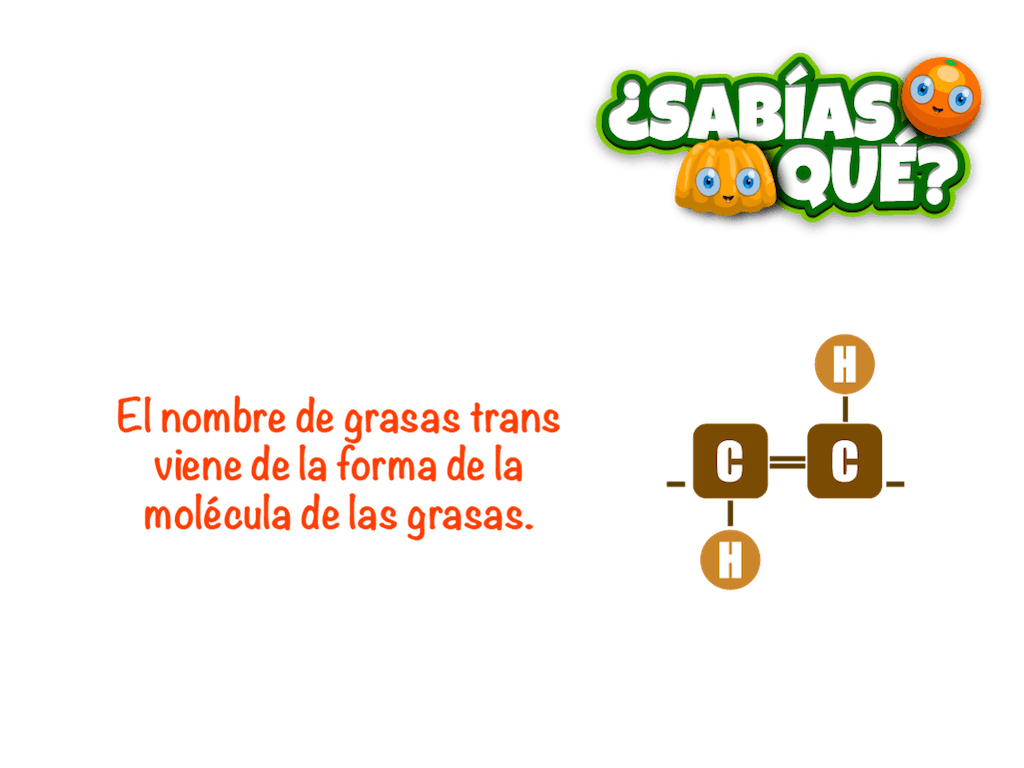 ¿SABÍAS
QUÉ?
El nombre de grasas trans
viene de la forma de la
molécula de las grasas.
H
C C
H